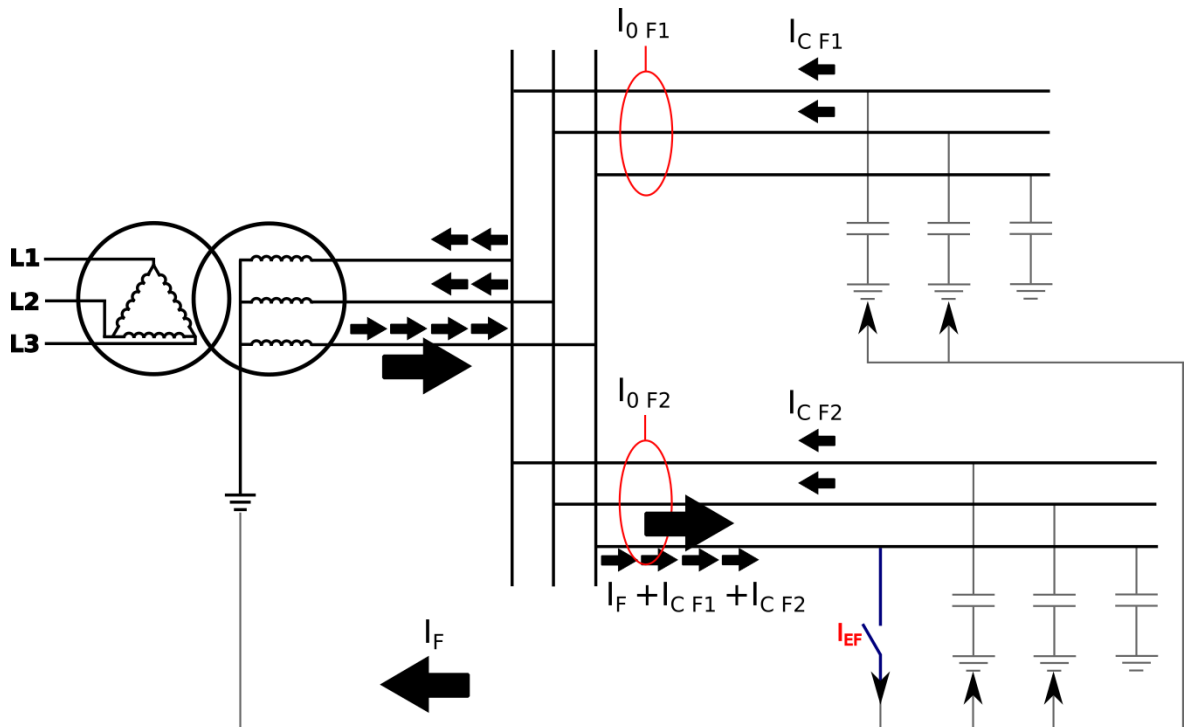 I0 F1
IC F1
L1
L2
L3
I0 F2
IC F2
IF +IC F1 +IC F2
IF
IEF